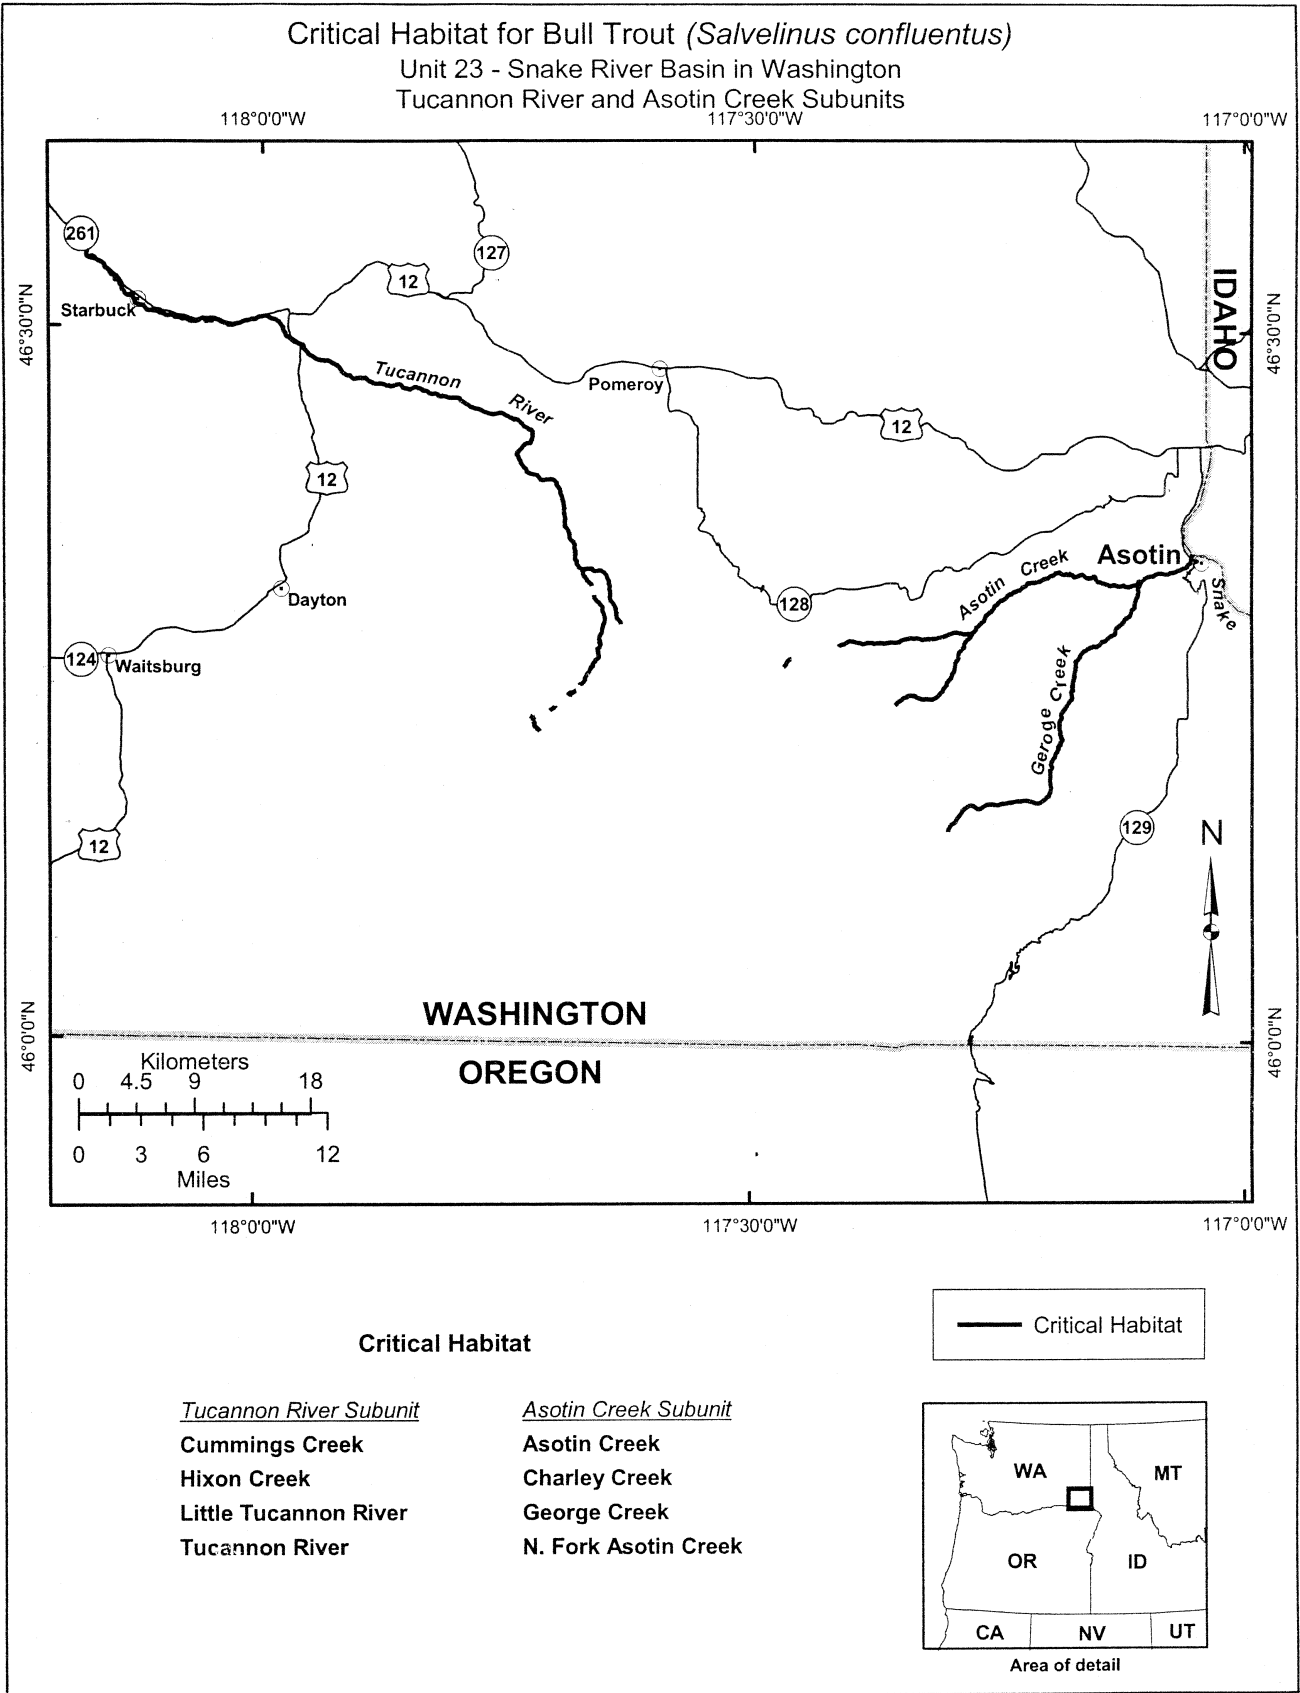 Critical Habitat for Bull Trout (Salvelinus confluentus)
Unit 23 - Snake River Basin in Washington
Tucannon River and Asotin Creek Subunits
118°0'0"W
117°30'0"W
117°0'0"W
261
127
12
IDAHO
46°30'0"N
46°30'0"N
Starbuck
Tucannon
River
Pomeroy
12
12
Asotin
Asotin Creek
Snake
Dayton
128
124
Waitsburg
Geroge Creek
12
129
N
WASHINGTON
OREGON
46°0'0"N
46°0'0"N
Kilometers
0 4.5 9 18
0 3 6 12
Miles
118°0'0"W
117°30'0"W
117°0'0"W
Critical Habitat
Critical Habitat
Tucannon River Subunit
Cummings Creek
Hixon Creek
Little Tucannon River
Tucannon River
Asotin Creek Subunit
Asotin Creek
Charley Creek
George Creek
N. Fork Asotin Creek
WA
MT
OR
ID
CA
NV
UT
Area of detail